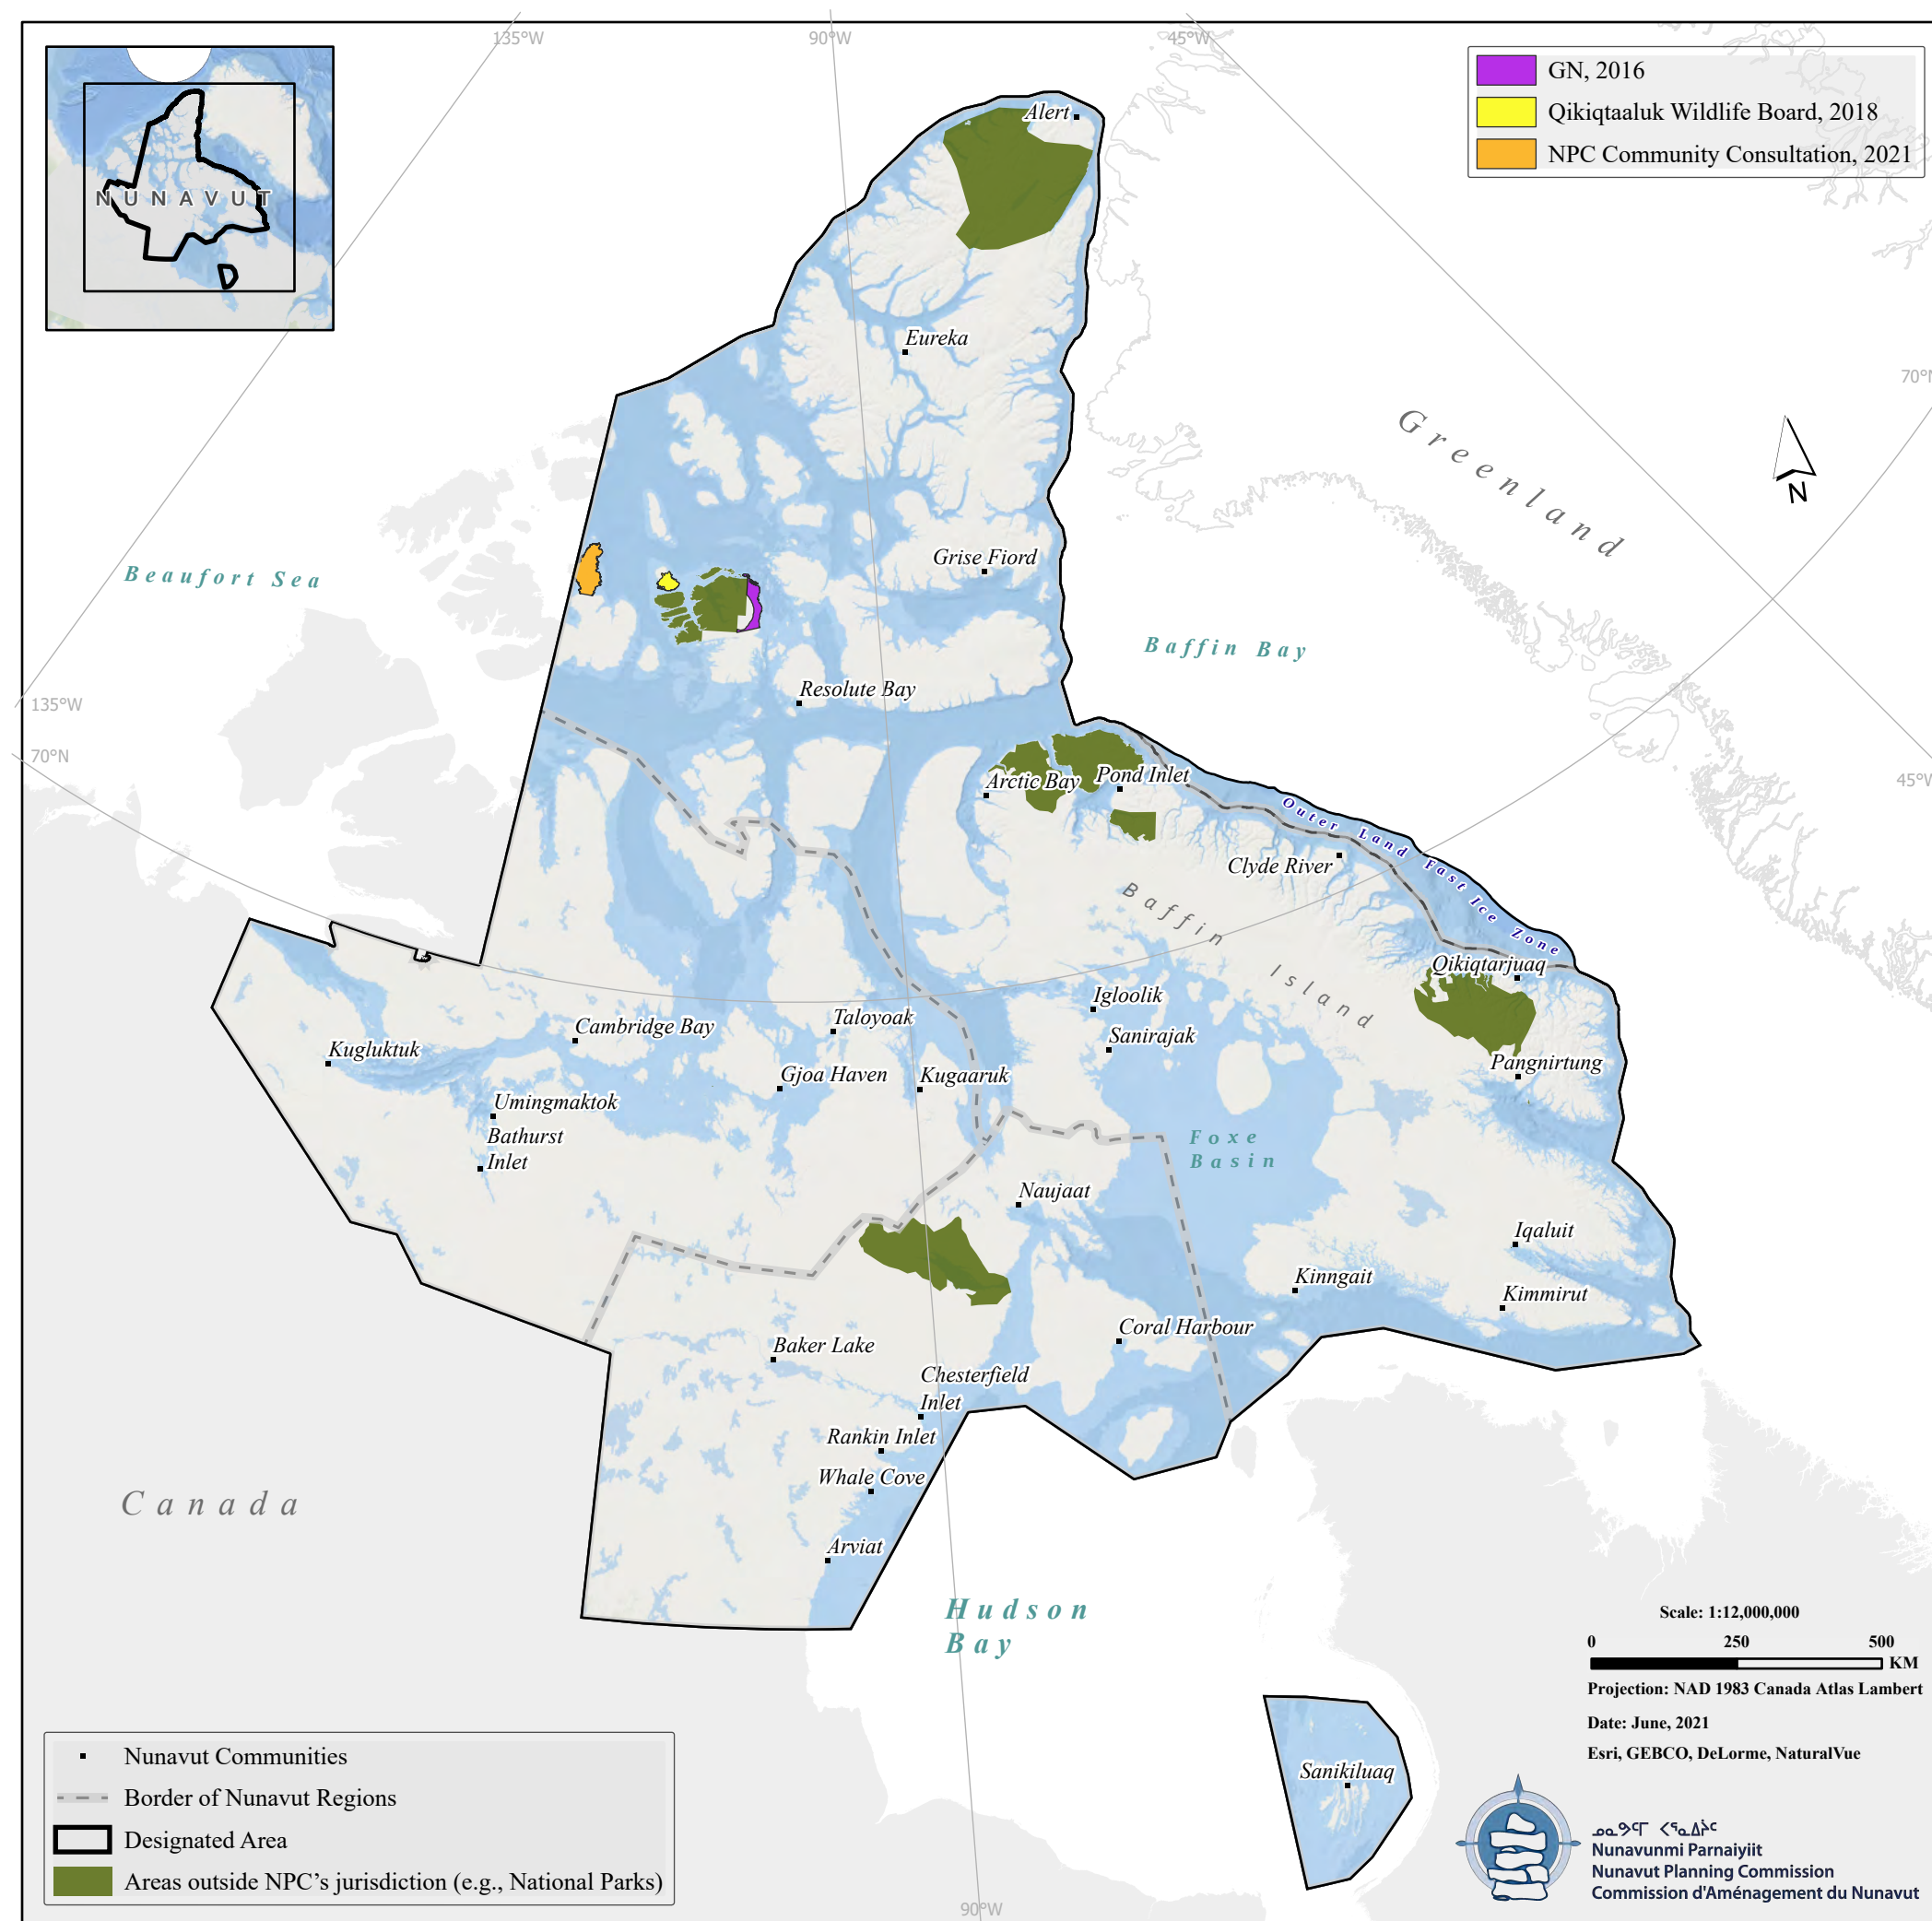 135°W
90°W
45°W
GN, 2016
Qikiqtaaluk Wildlife Board, 2018
NPC Community Consultation, 2021
NUNAVUT
Alert
Eureka
70°N
Greenland
N
Grise Fiord
Beaufort Sea
Baffin Bay
Resolute Bay
135°W
70°N
Arctic Bay
Pond Inlet
45°W
Outer Land Fast Ice Zone
Clyde River
Baffin Island
Qikiqtarjuaq
Igloolik
Taloyoak
Cambridge Bay
Sanirajak
Kugluktuk
Pangnirtung
Gjoa Haven
Kugaaruk
Umingmaktok
Bathurst
Inlet
Foxe
Basin
Naujaat
Iqaluit
Kinngait
Kimmirut
Coral Harbour
Baker Lake
Chesterfield
Inlet
Rankin Inlet
Whale Cove
Canada
Arviat
Hudson
Bay
Scale: 1:12,000,000
0 250 500
KM
Projection: NAD 1983 Canada Atlas Lambert
Date: June, 2021
Esri, GEBCO, DeLorme, NaturalVue
Sanikiluaq
Nunavut Communities
Border of Nunavut Regions
Designated Area
Areas outside NPC's jurisdiction (e.g., National Parks)
90°W
ᓄᓇᕗᒻᒥ ᐸᕐᓇᐃᔩᑦ
Nunavunmi Parnaiyiit
Nunavut Planning Commission
Commission d'Aménagement du Nunavut